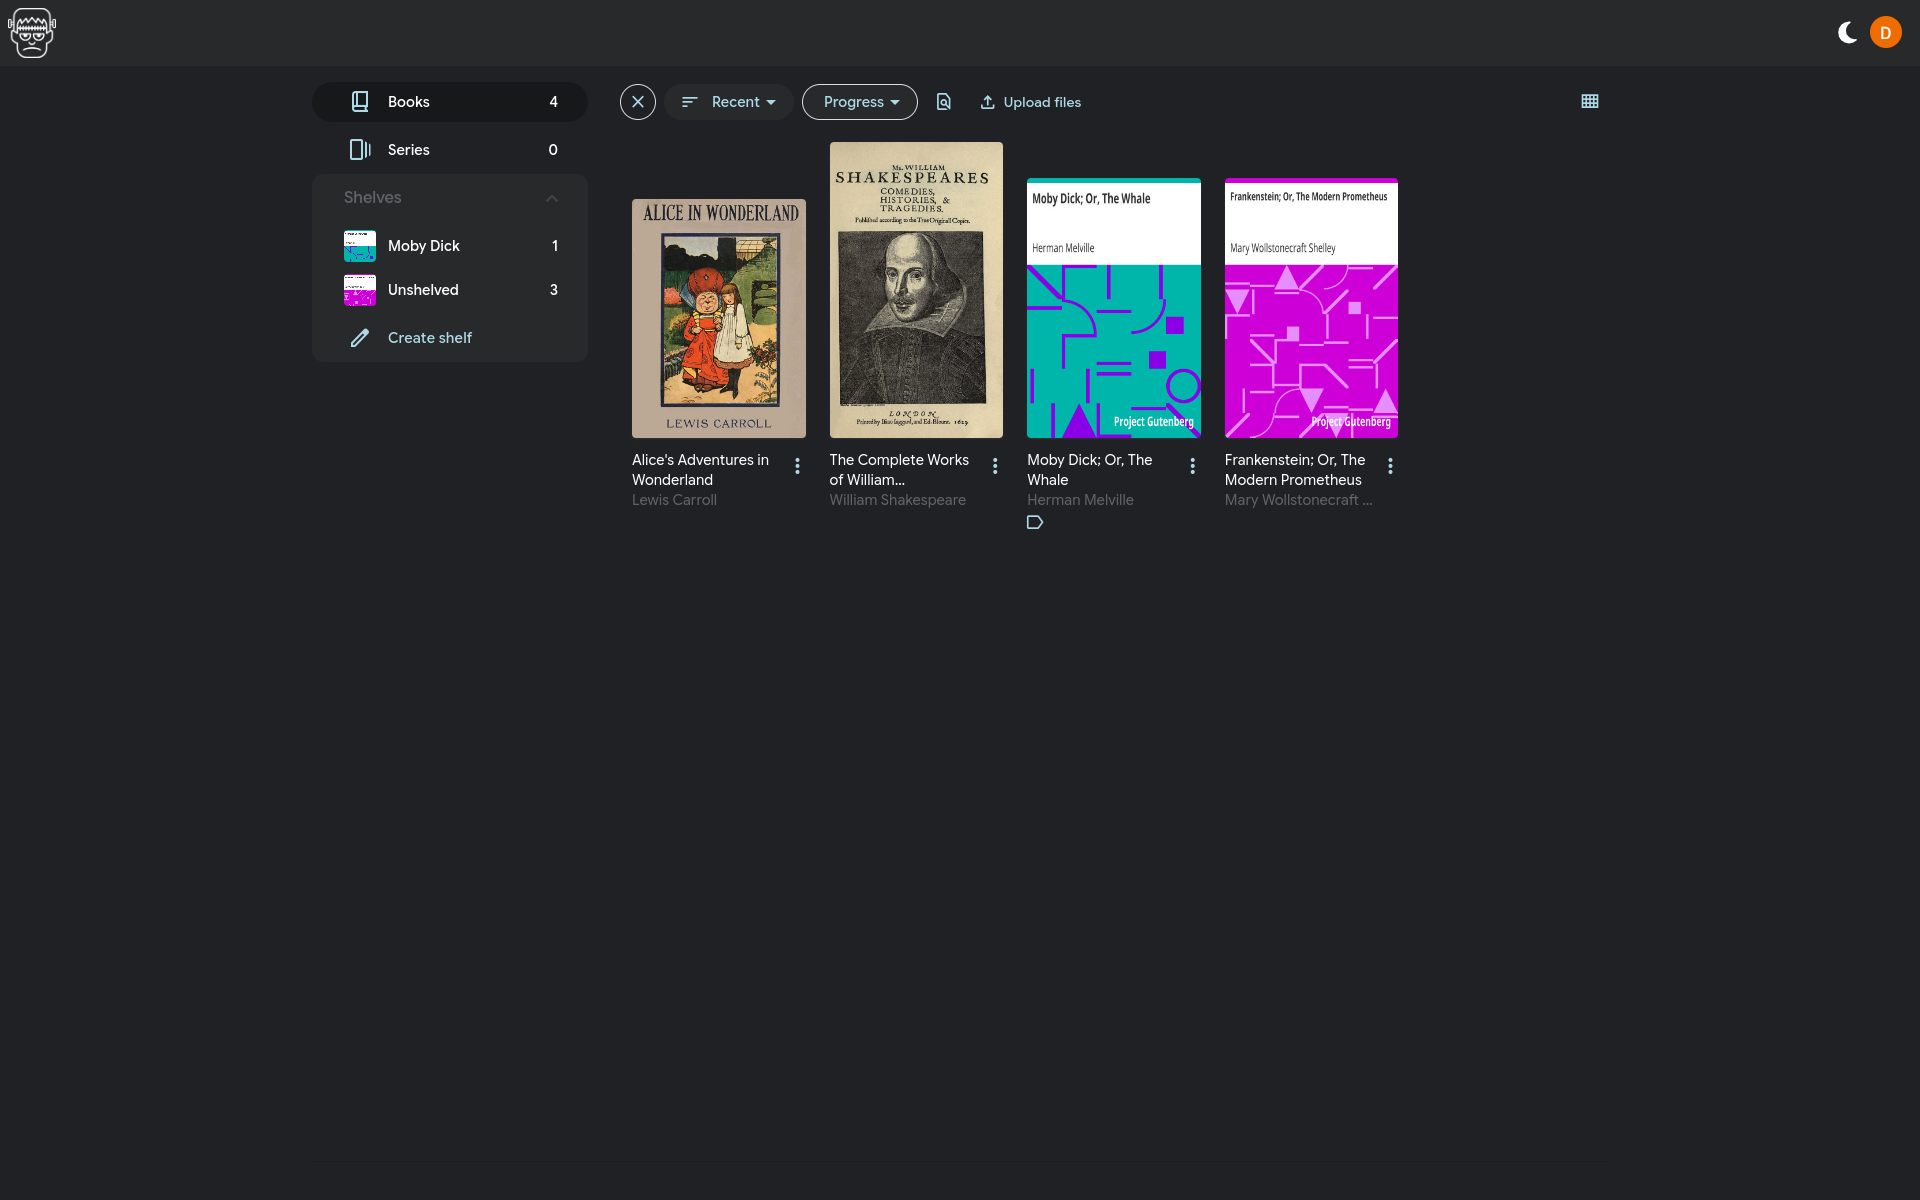 D
Books 4
Series 0
Shelves
Moby Dick 1
Unshelved 3
Create shelf
Recent
Progress
Upload files
ALICE IN WONDERLAND
LEWIS CARROLL
Mr. WILLIAM
SHAKESPEARES
COMEDIES,
HISTORIES, &
TRAGEDIES.
Published according to the True Originall Copies.
LONDON
Printed by Isaac Iaggard, and Ed. Blount. 1623
Moby Dick; Or, The Whale
Herman Melville
Project Gutenberg
Frankenstein; Or, The Modern Prometheus
Mary Wollstonecraft Shelley
Project Gutenberg
Alice's Adventures in
Wonderland
Lewis Carroll
The Complete Works
of William...
William Shakespeare
Moby Dick; Or, The
Whale
Herman Melville
Frankenstein; Or, The
Modern Prometheus
Mary Wollstonecraft ...